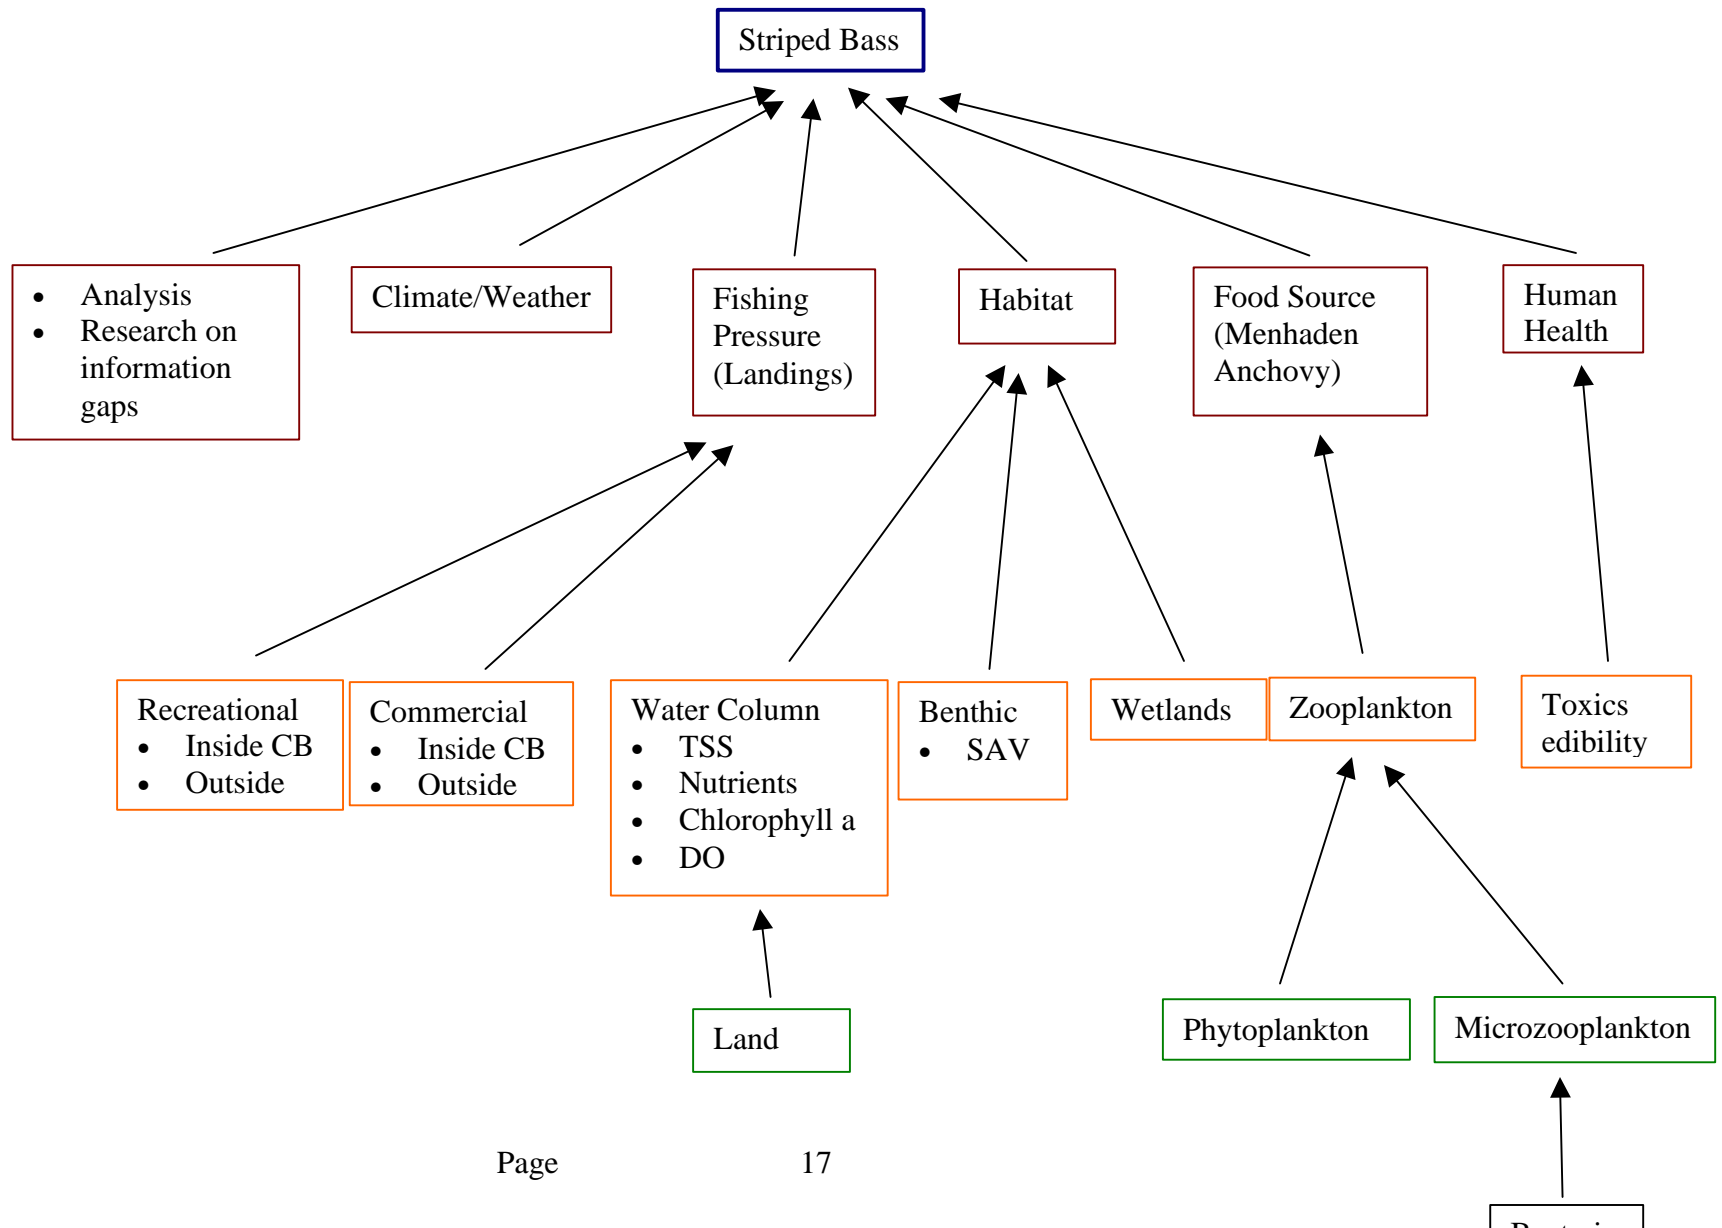 Striped Bass
• Analysis
• Research on
information
gaps
Climate/Weather
Fishing
Pressure
(Landings)
Habitat
Food Source
(Menhaden
Anchovy)
Human
Health
Recreational
• Inside CB
• Outside
Commercial
• Inside CB
• Outside
Water Column
• TSS
• Nutrients
• Chlorophyll a
• DO
Benthic
• SAV
Wetlands
Zooplankton
Toxics
edibility
Land
Phytoplankton
Microzooplankton
Page 17